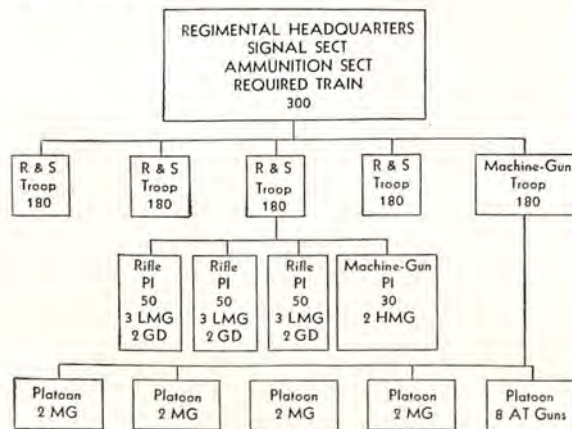 REGIMENTAL HEADQUARTERS
SIGNAL SECT
AMMUNITION SECT
REQUIRED TRAIN
300
R & S
Troop
180
R & S
Troop
180
R & S
Troop
180
R & S
Troop
180
Machine-Gun
Troop
180
Rifle
Pl
50
3 LMG
2 GD
Rifle
Pl
50
3 LMG
2 GD
Rifle
Pl
50
3 LMG
2 GD
Machine-Gun
Pl
30
2 HMG
Platoon
2 MG
Platoon
2 MG
Platoon
2 MG
Platoon
2 MG
Platoon
8 AT Guns